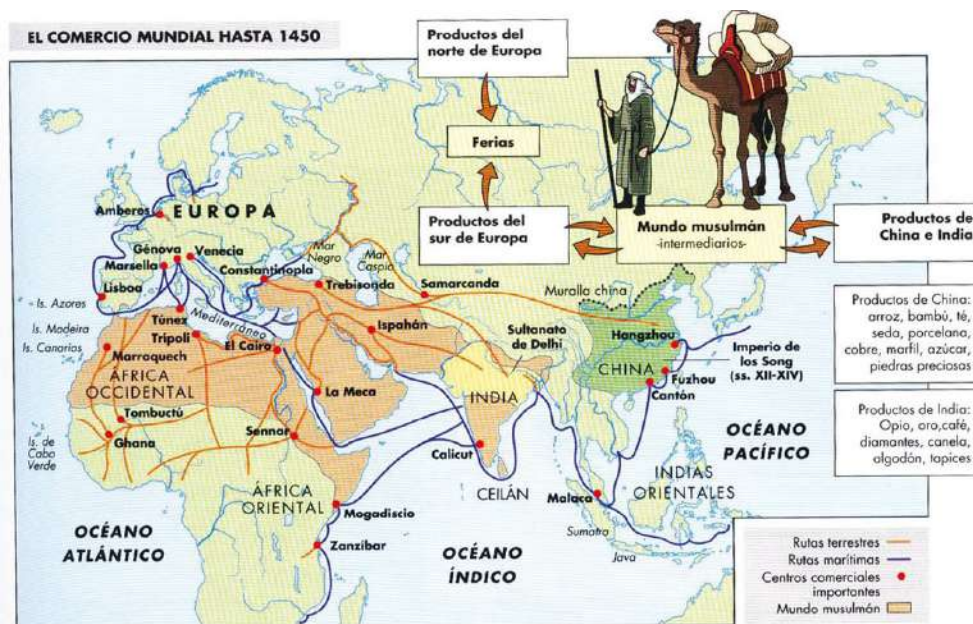 EL COMERCIO MUNDIAL HASTA 1450
Productos del
norte de Europa
Ferias
Productos del
sur de Europa
Mundo musulmán
-intermediarios-
Productos de
China e India
Productos de China:
arroz, bambú, té,
seda, porcelana,
cobre, marfil, azúcar,
piedras preciosas
Productos de India:
Opio, oro,café,
diamantes, canela,
algodón, tapices
Amberes
EUROPA
Génova
Venecia
Marsella
Lisboa
Constantinopla
Mar
Negro
Mar
Caspio
Trebisonda
Samarcanda
Muralla china
Is. Azores
Is. Madeira
Is. Canarias
Túnez
Mediterráneo
Trípoli
El Cairo
Marraquech
ÁFRICA
OCCIDENTAL
Ispahán
Sultanato
de Delhi
Hangzhou
Imperio de
los Song
(ss. XII-XIV)
CHINA
Fuzhou
Cantón
La Meca
INDIA
Tombuctú
Ghana
Is. de
Cabo
Verde
Sennar
Calicut
CEILÁN
OCÉANO
PACÍFICO
INDIAS
ORIENTALES
Malaca
Sumatra
Java
ÁFRICA
ORIENTAL
Mogadiscio
Zanzíbar
OCÉANO
ATLÁNTICO
OCÉANO
ÍNDICO
Rutas terrestres
Rutas marítimas
Centros comerciales
importantes
Mundo musulmán